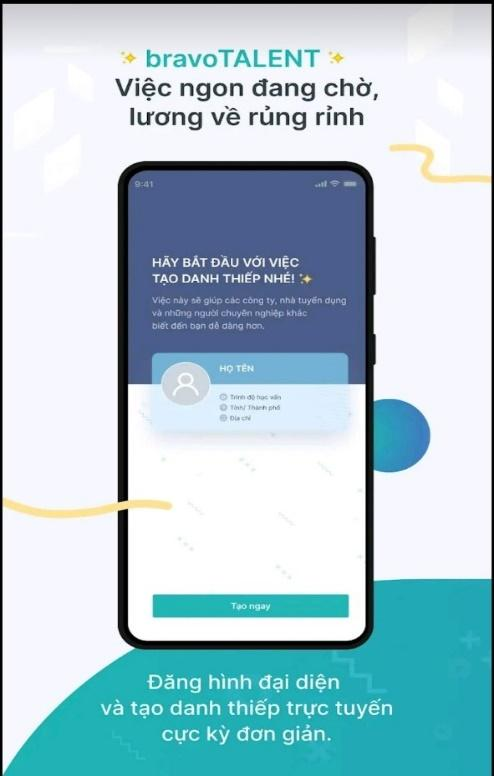 bravoTALENT
Việc ngon đang chờ,
lương về rủng rỉnh
9:41
HÃY BẮT ĐẦU VỚI VIỆC
TẠO DANH THIẾP NHÉ!
Việc này sẽ giúp các công ty, nhà tuyển dụng
và những người chuyên nghiệp khác
biết đến bạn dễ dàng hơn.
HỌ TÊN
Trình độ học vấn
Tỉnh/ Thành phố
Địa chỉ
Tạo ngay
Đăng hình đại diện
và tạo danh thiếp trực tuyến
cực kỳ đơn giản.